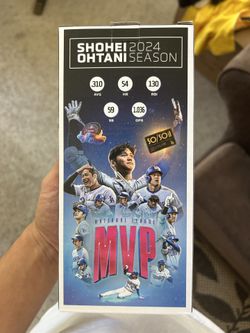 SHOHEI 2024
OHTANI SEASON
.310 54 130
AVG HR RBI
59 1.036
SB OPS
50/50
NATIONAL LEAGUE
MVP